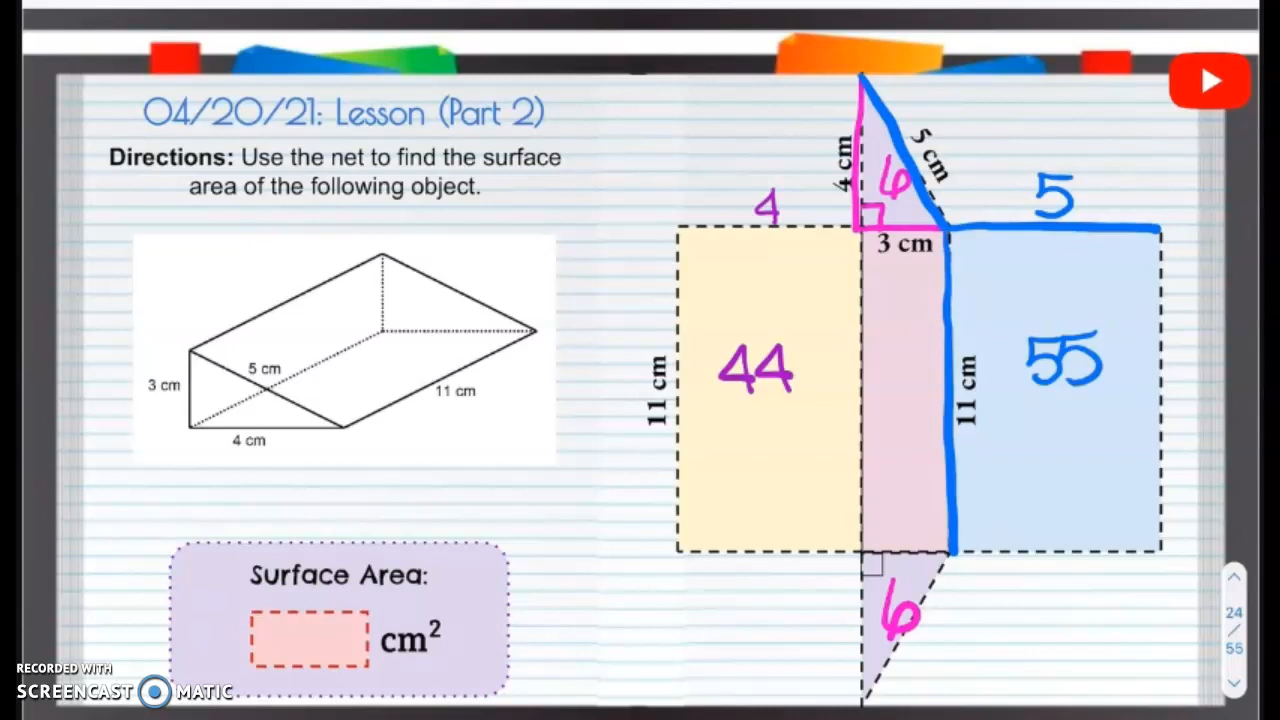 04/20/21: Lesson (Part 2)
Directions: Use the net to find the surface
area of the following object.
3 cm
5 cm
4 cm
11 cm
Surface Area:
cm²
4 cm
5 cm
6
4
5
3 cm
11 cm
44
11 cm
55
6
24
/
55
RECORDED WITH
SCREENCAST MATIC